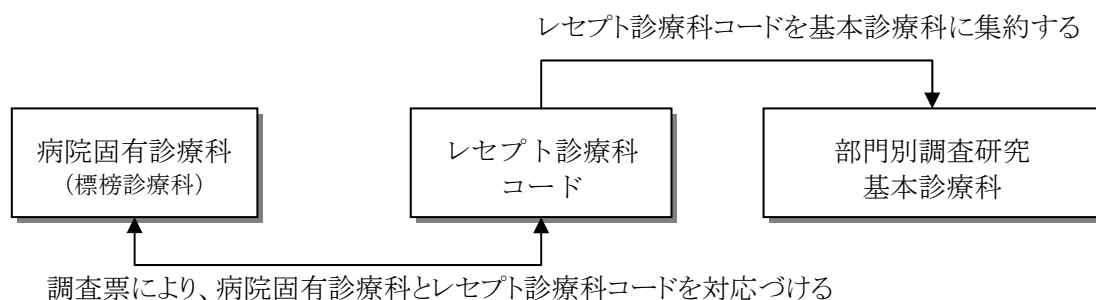 レセプト診療科コードを基本診療科に集約する
病院固有診療科
(標榜診療科)
レセプト診療科
コード
部門別調査研究
基本診療科
調査票により、病院固有診療科とレセプト診療科コードを対応づける